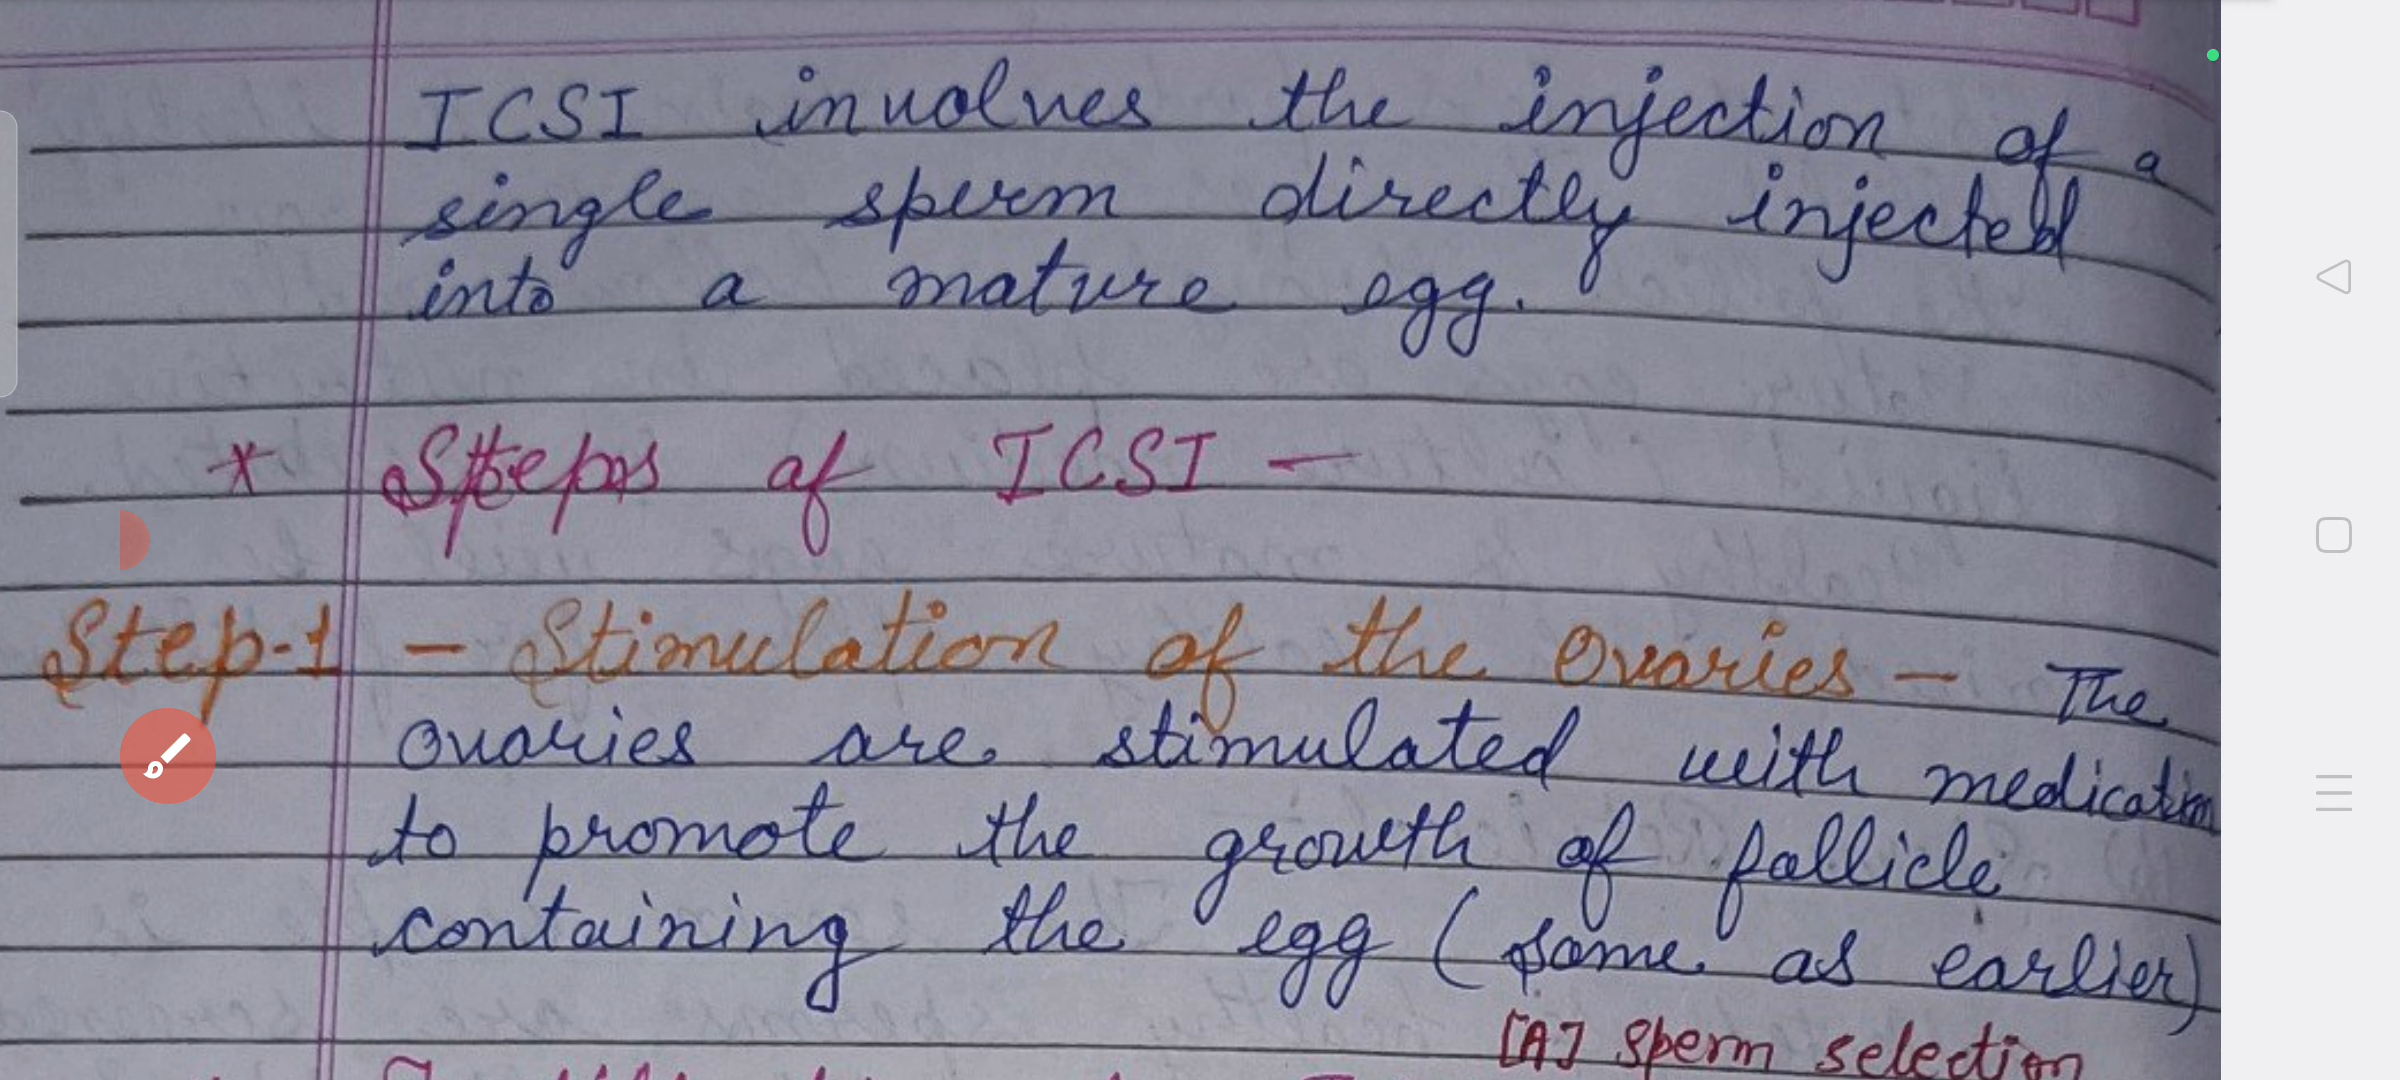 ICSI involves the injection of a
single sperm directly injected
into a mature egg.
* Steps of ICSI -
Step-1 - Stimulation of the Ovaries - The
ovaries are stimulated with medication
to promote the growth of follicle
containing the egg (same as earlier)
[A] Sperm selection